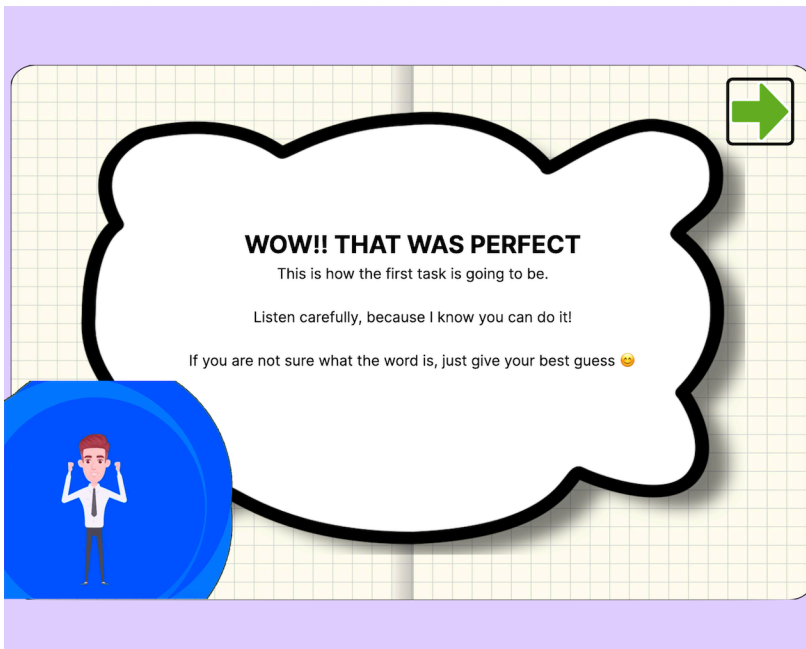 WOW!! THAT WAS PERFECT
This is how the first task is going to be.
Listen carefully, because I know you can do it!
If you are not sure what the word is, just give your best guess 😊